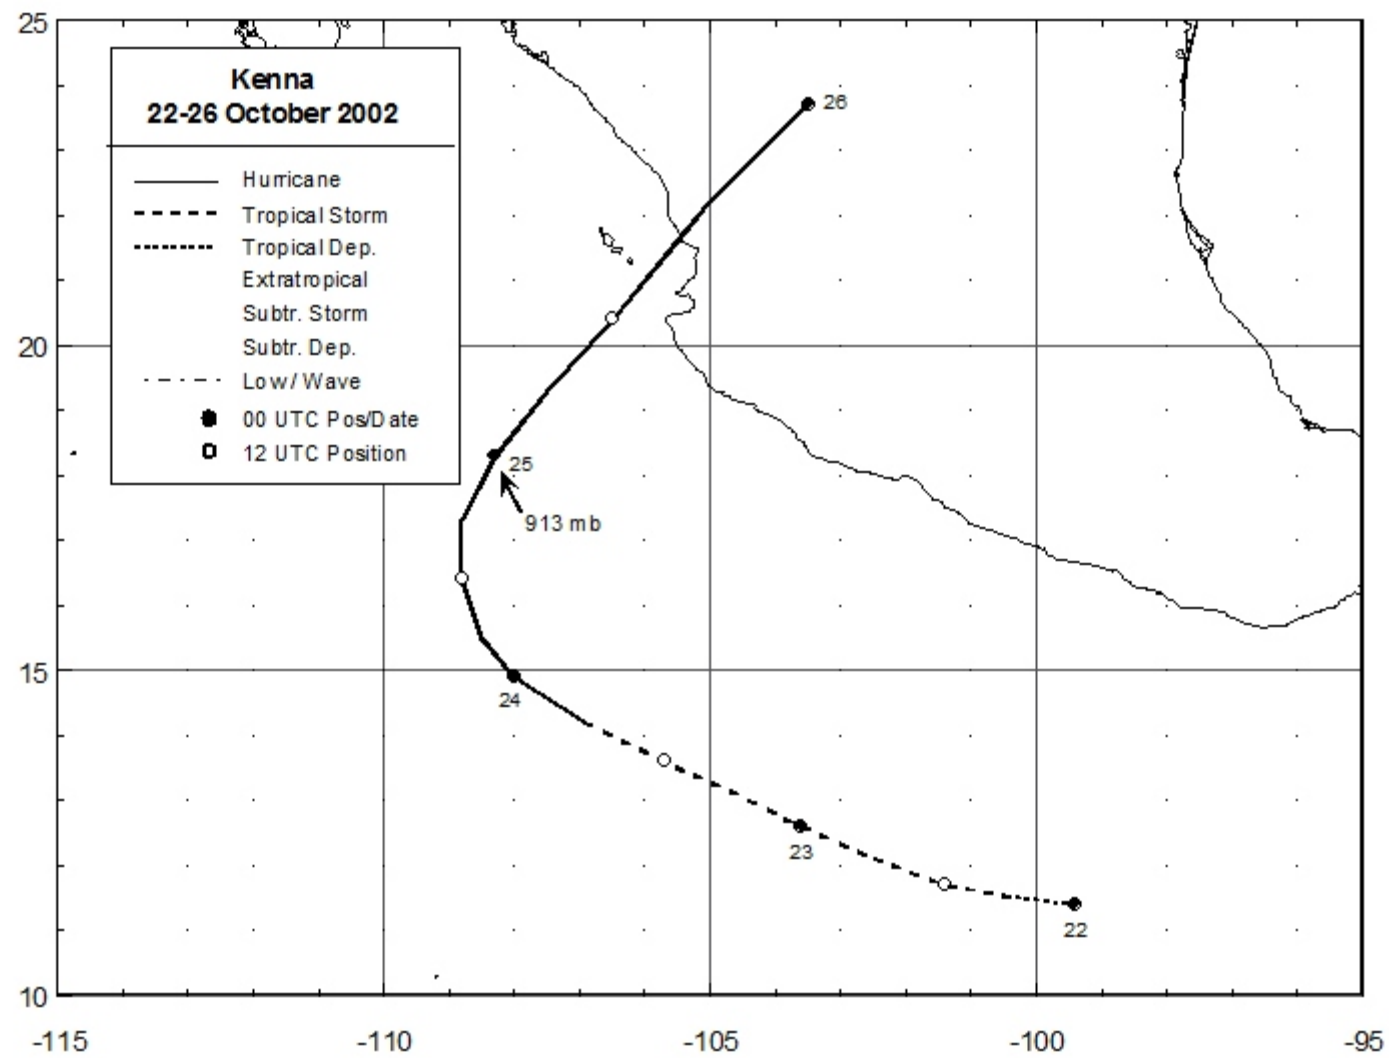 25
Kenna
22-26 October 2002
26
Hurricane
Tropical Storm
Tropical Dep.
Extratropical
Subtr. Storm
20
Subtr. Dep.
Low/ Wave
00 UTC Pos/Date
12 UTC Position
25
913 mb
15
24
23
22
10
-115 -110 -105 -100 -95